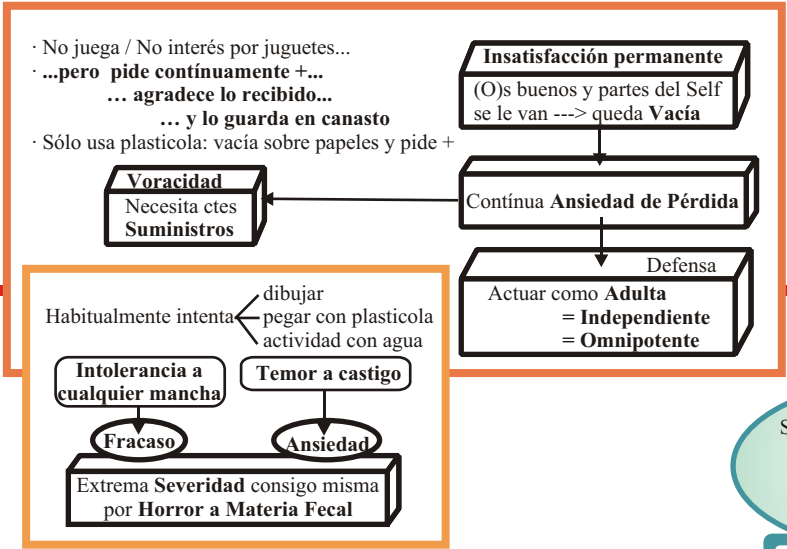 · No juega / No interés por juguetes...
· ...pero pide contínuamente +...
... agradece lo recibido...
... y lo guarda en canasto
· Sólo usa plasticola: vacía sobre papeles y pide +
Insatisfacción permanente
(O)s buenos y partes del Self
se le van ---> queda Vacía
Voracidad
Necesita ctes
Suministros
Contínua Ansiedad de Pérdida
Defensa
Actuar como Adulta
= Independiente
= Omnipotente
Habitualmente intenta
dibujar
pegar con plasticola
actividad con agua
Intolerancia a
cualquier mancha
Temor a castigo
Fracaso
Ansiedad
Extrema Severidad consigo misma
por Horror a Materia Fecal